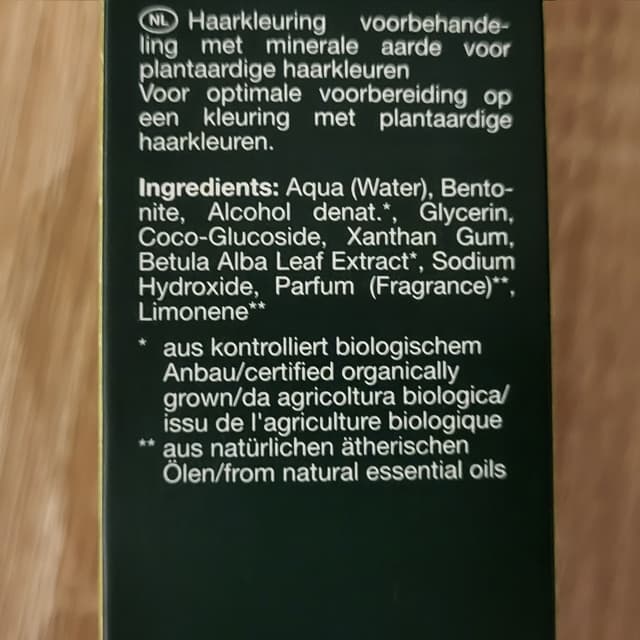 NL Haarkleuring voorbehande-
ling met minerale aarde voor
plantaardige haarkleuren
Voor optimale voorbereiding op
een kleuring met plantaardige
haarkleuren.
Ingredients: Aqua (Water), Bento-
nite, Alcohol denat.*, Glycerin,
Coco-Glucoside, Xanthan Gum,
Betula Alba Leaf Extract*, Sodium
Hydroxide, Parfum (Fragrance)**,
Limonene**
* aus kontrolliert biologischem
Anbau/certified organically
grown/da agricoltura biologica/
issu de l'agriculture biologique
** aus natürlichen ätherischen
Ölen/from natural essential oils